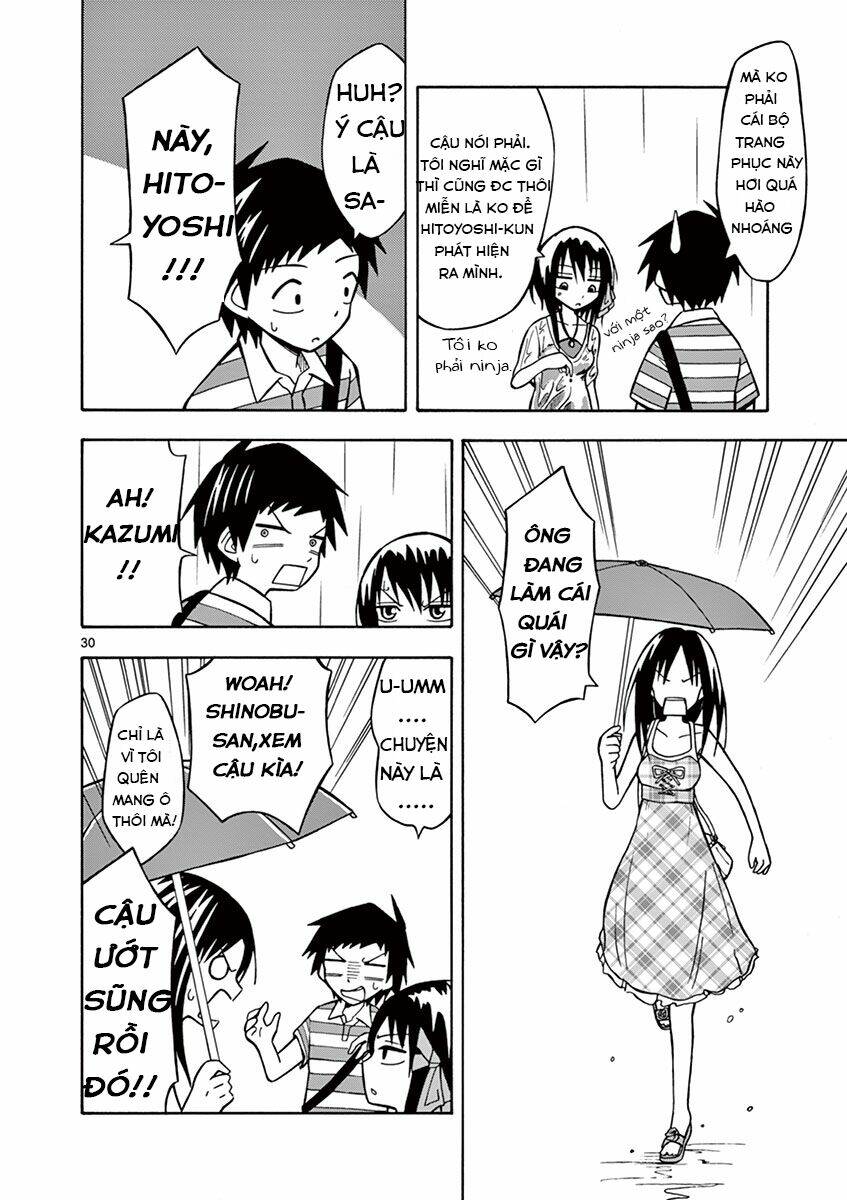 MÀ KO
PHẢI
CÁI BỘ
TRANG
PHỤC NÀY
HƠI QUÁ
HÀO
NHOÁNG
CẬU NÓI PHẢI.
TÔI NGHĨ MẶC GÌ
THÌ CŨNG ĐC THÔI
MIỄN LÀ KO ĐỂ
HITOYOSHI-KUN
PHÁT HIỆN
RA MÌNH.
với một
ninja sao?
Tôi ko
phải ninja.
HUH?
Ý CẬU
LÀ
SA-
NÀY,
HITO-
YOSHI
!!!
ÔNG
ĐANG
LÀM CÁI
QUÁI
GÌ VẬY?
AH!
KAZUMI
!!
30
U-UMM
....
CHUYỆN
NÀY LÀ
.....
WOAH!
SHINOBU-
SAN,XEM
CẬU KÌA!
CHỈ LÀ
VÌ TÔI
QUÊN
MANG Ô
THÔI MÀ!
CẬU
ƯỚT
SŨNG
RỒI
ĐÓ!!